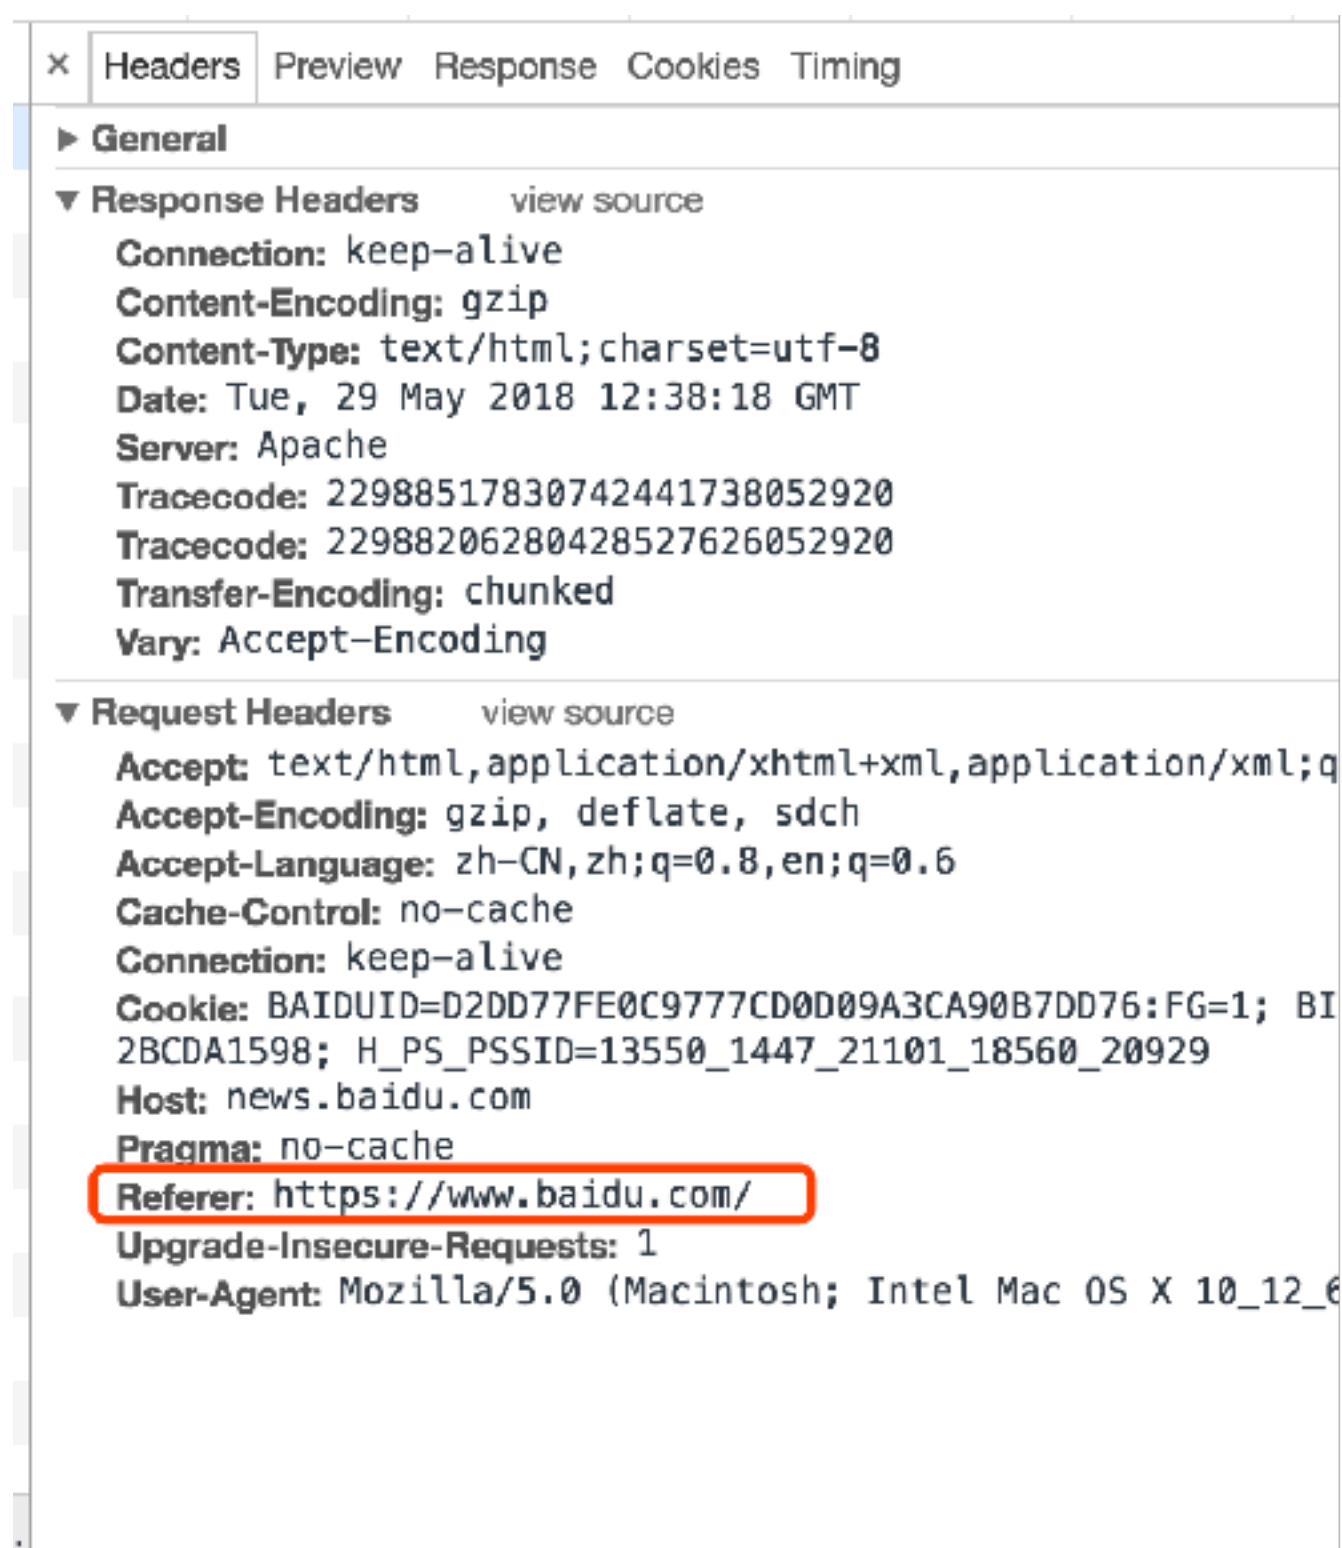 × Headers Preview Response Cookies Timing
General
Response Headers view source
Connection: keep-alive
Content-Encoding: gzip
Content-Type: text/html;charset=utf-8
Date: Tue, 29 May 2018 12:38:18 GMT
Server: Apache
Tracecode: 22988517830742441738052920
Tracecode: 22988206280428527626052920
Transfer-Encoding: chunked
Vary: Accept-Encoding
Request Headers view source
Accept: text/html,application/xhtml+xml,application/xml;q
Accept-Encoding: gzip, deflate, sdch
Accept-Language: zh-CN,zh;q=0.8,en;q=0.6
Cache-Control: no-cache
Connection: keep-alive
Cookie: BAIDUID=D2DD77FE0C9777CD0D09A3CA90B7DD76:FG=1; BI
2BCDA1598; H_PS_PSSID=13550_1447_21101_18560_20929
Host: news.baidu.com
Pragma: no-cache
Referer: https://www.baidu.com/
Upgrade-Insecure-Requests: 1
User-Agent: Mozilla/5.0 (Macintosh; Intel Mac OS X 10_12_6